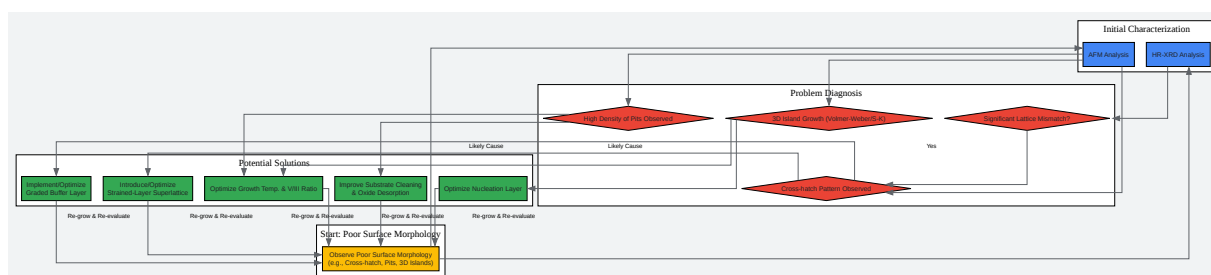 Initial Characterization
AFM Analysis
HR-XRD Analysis
Problem Diagnosis
High Density of Pits Observed
3D Island Growth (Volmer-Weber/S-K)
Significant Lattice Mismatch?
Likely Cause
Likely Cause
Yes
Potential Solutions
Implement/Optimize
Graded Buffer Layer
Introduce/Optimize
Strained-Layer Superlattice
Optimize Growth Temp. & V/III Ratio
Improve Substrate Cleaning
& Oxide Desorption
Optimize Nucleation Layer
Cross-hatch Pattern Observed
Re-grow & Re-evaluate
Re-grow & Re-evaluate
Re-grow & Re-evaluate
Re-grow & Re-evaluate
Re-grow & Re-evaluate
Start: Poor Surface Morphology
Observe Poor Surface Morphology
(e.g., Cross-hatch, Pits, 3D Islands)